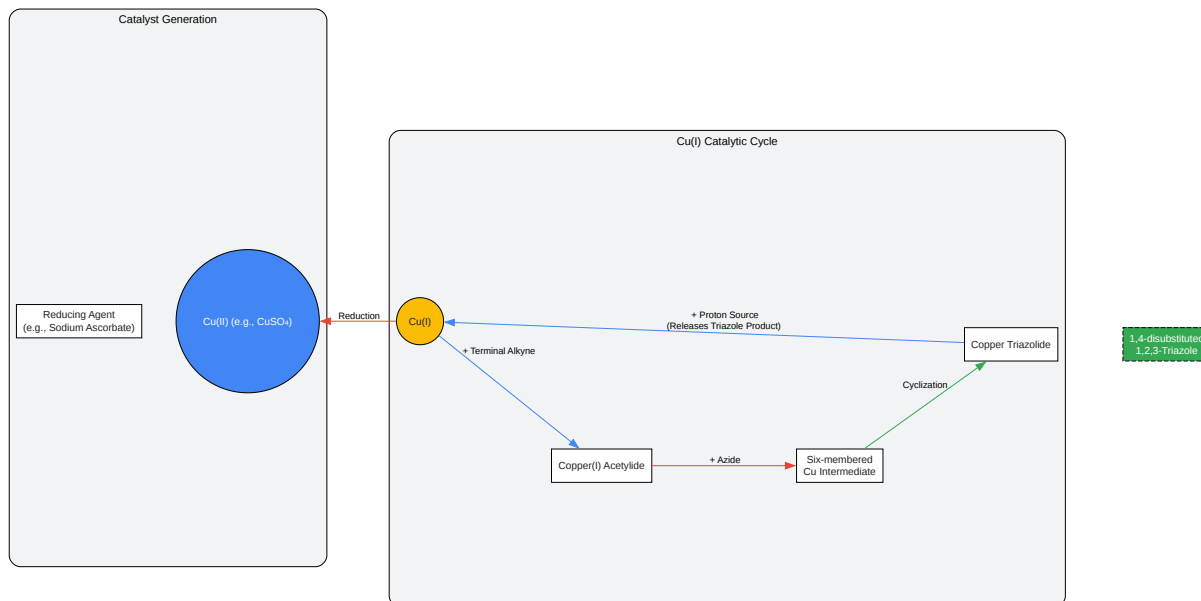 Catalyst Generation
Cu(I) Catalytic Cycle
Reducing Agent
(e.g., Sodium Ascorbate)
Cu(II) (e.g., CuSO₄)
Reduction
Cu(I)
+ Proton Source
(Releases Triazole Product)
+ Terminal Alkyne
Copper Triazolide
1,4-disubstituted
1,2,3-Triazole
Cyclization
Copper(I) Acetylide
+ Azide
Six-membered
Cu Intermediate